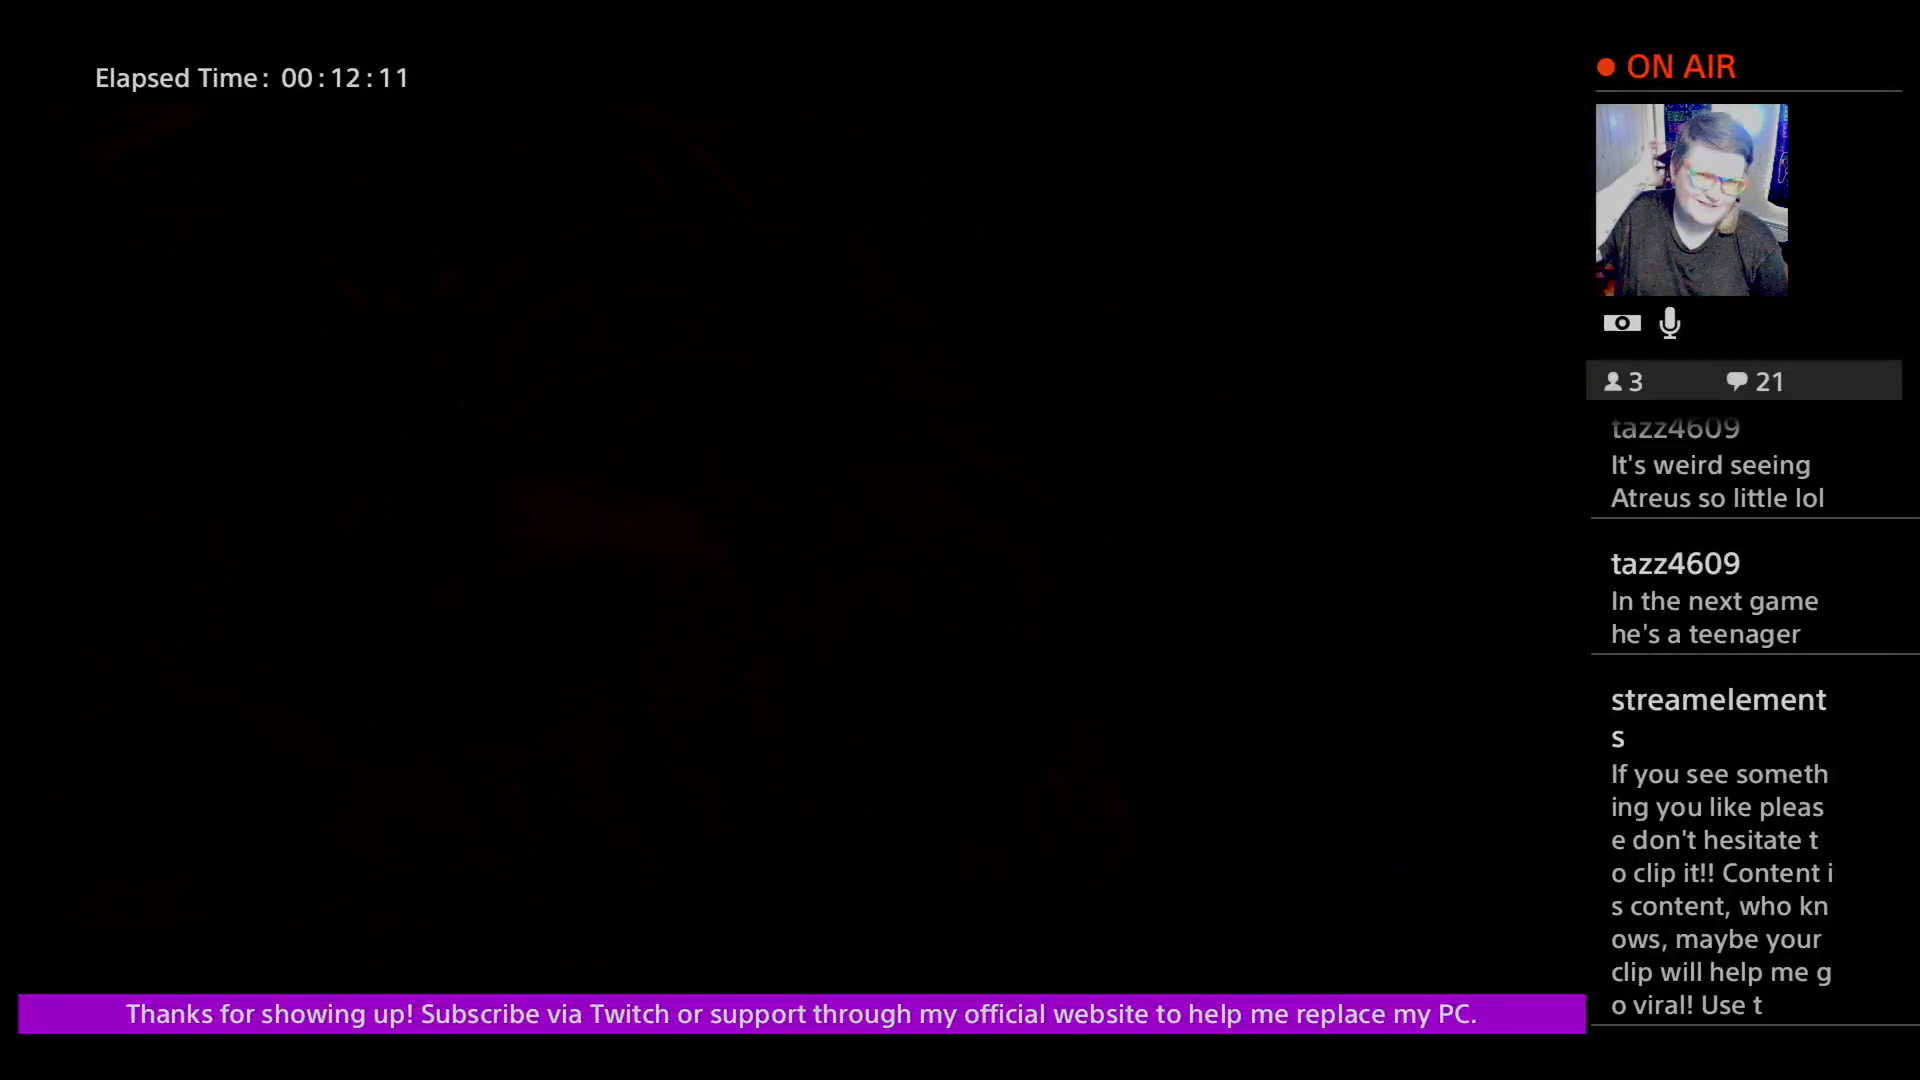 Elapsed Time: 00:12:11
ON AIR
3 21
tazz4609
It's weird seeing
Atreus so little lol
tazz4609
In the next game
he's a teenager
streamelement
s
If you see someth
ing you like pleas
e don't hesitate t
o clip it!! Content i
s content, who kn
ows, maybe your
clip will help me g
o viral! Use t
Thanks for showing up! Subscribe via Twitch or support through my official website to help me replace my PC.